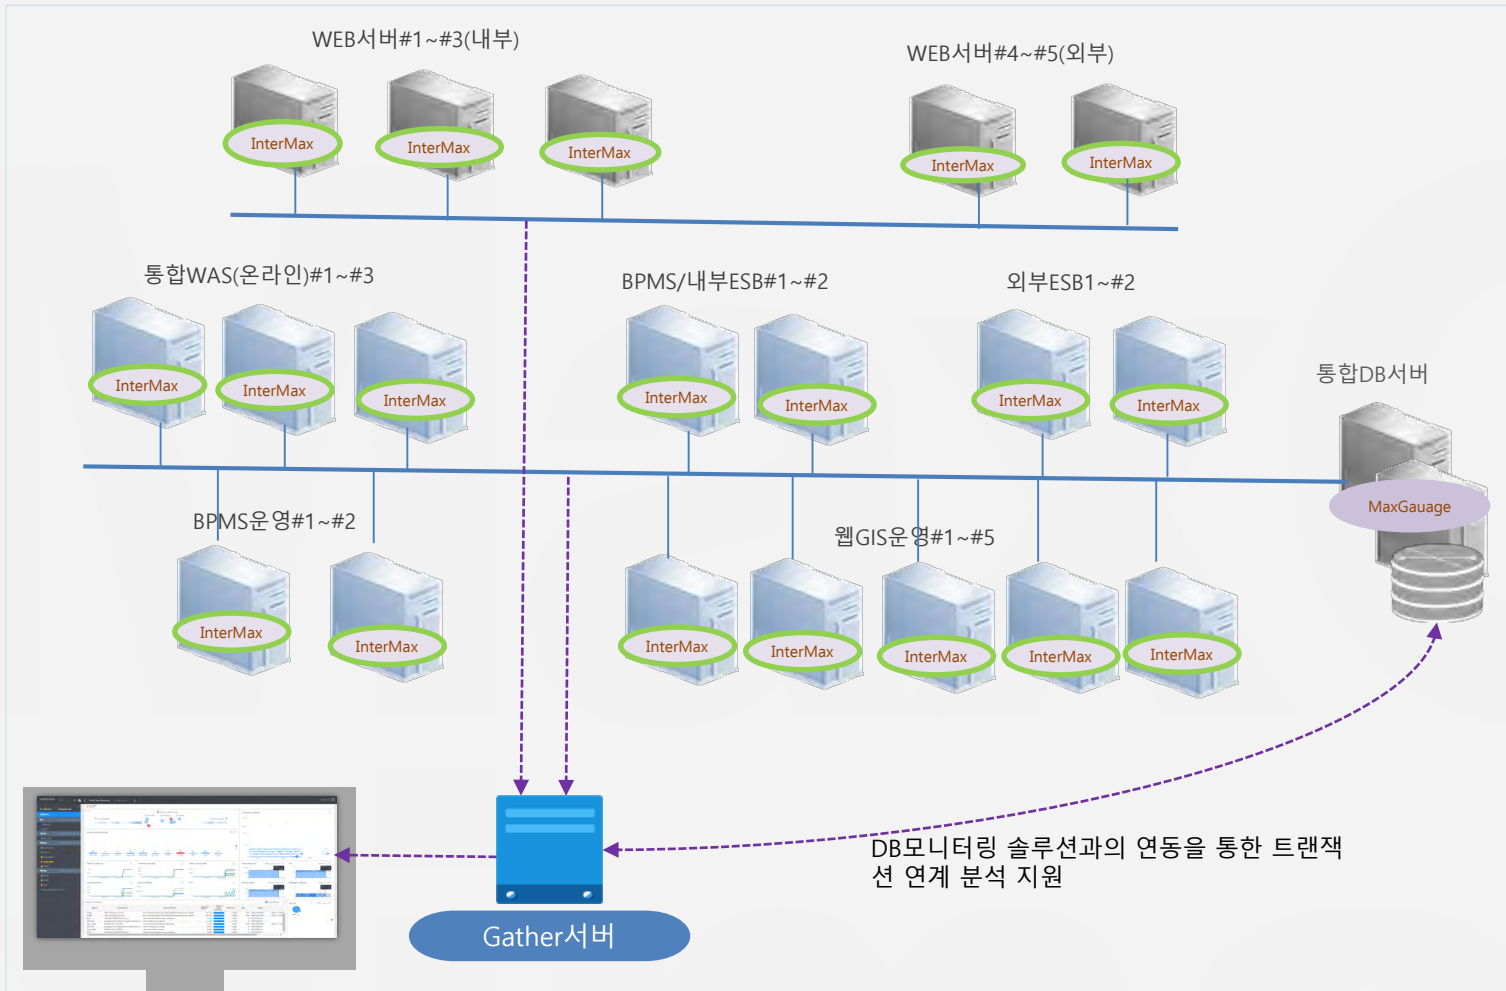 WEB서버#1~#3(내부)
WEB서버#4~#5(외부)
InterMax
InterMax
InterMax
InterMax
InterMax
통합WAS(온라인)#1~#3
BPMS/내부ESB#1~#2
외부ESB1~#2
통합DB서버
InterMax
InterMax
InterMax
InterMax
InterMax
InterMax
InterMax
MaxGauage
BPMS운영#1~#2
웹GIS운영#1~#5
InterMax
InterMax
InterMax
InterMax
InterMax
InterMax
InterMax
DB모니터링 솔루션과의 연동을 통한 트랜잭
션 연계 분석 지원
Gather서버